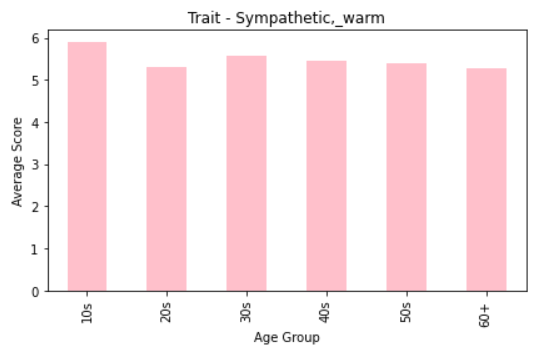 Trait - Sympathetic,_warm
Average Score
6
5
4
3
2
1
0
10s
20s
30s
40s
50s
60+
Age Group